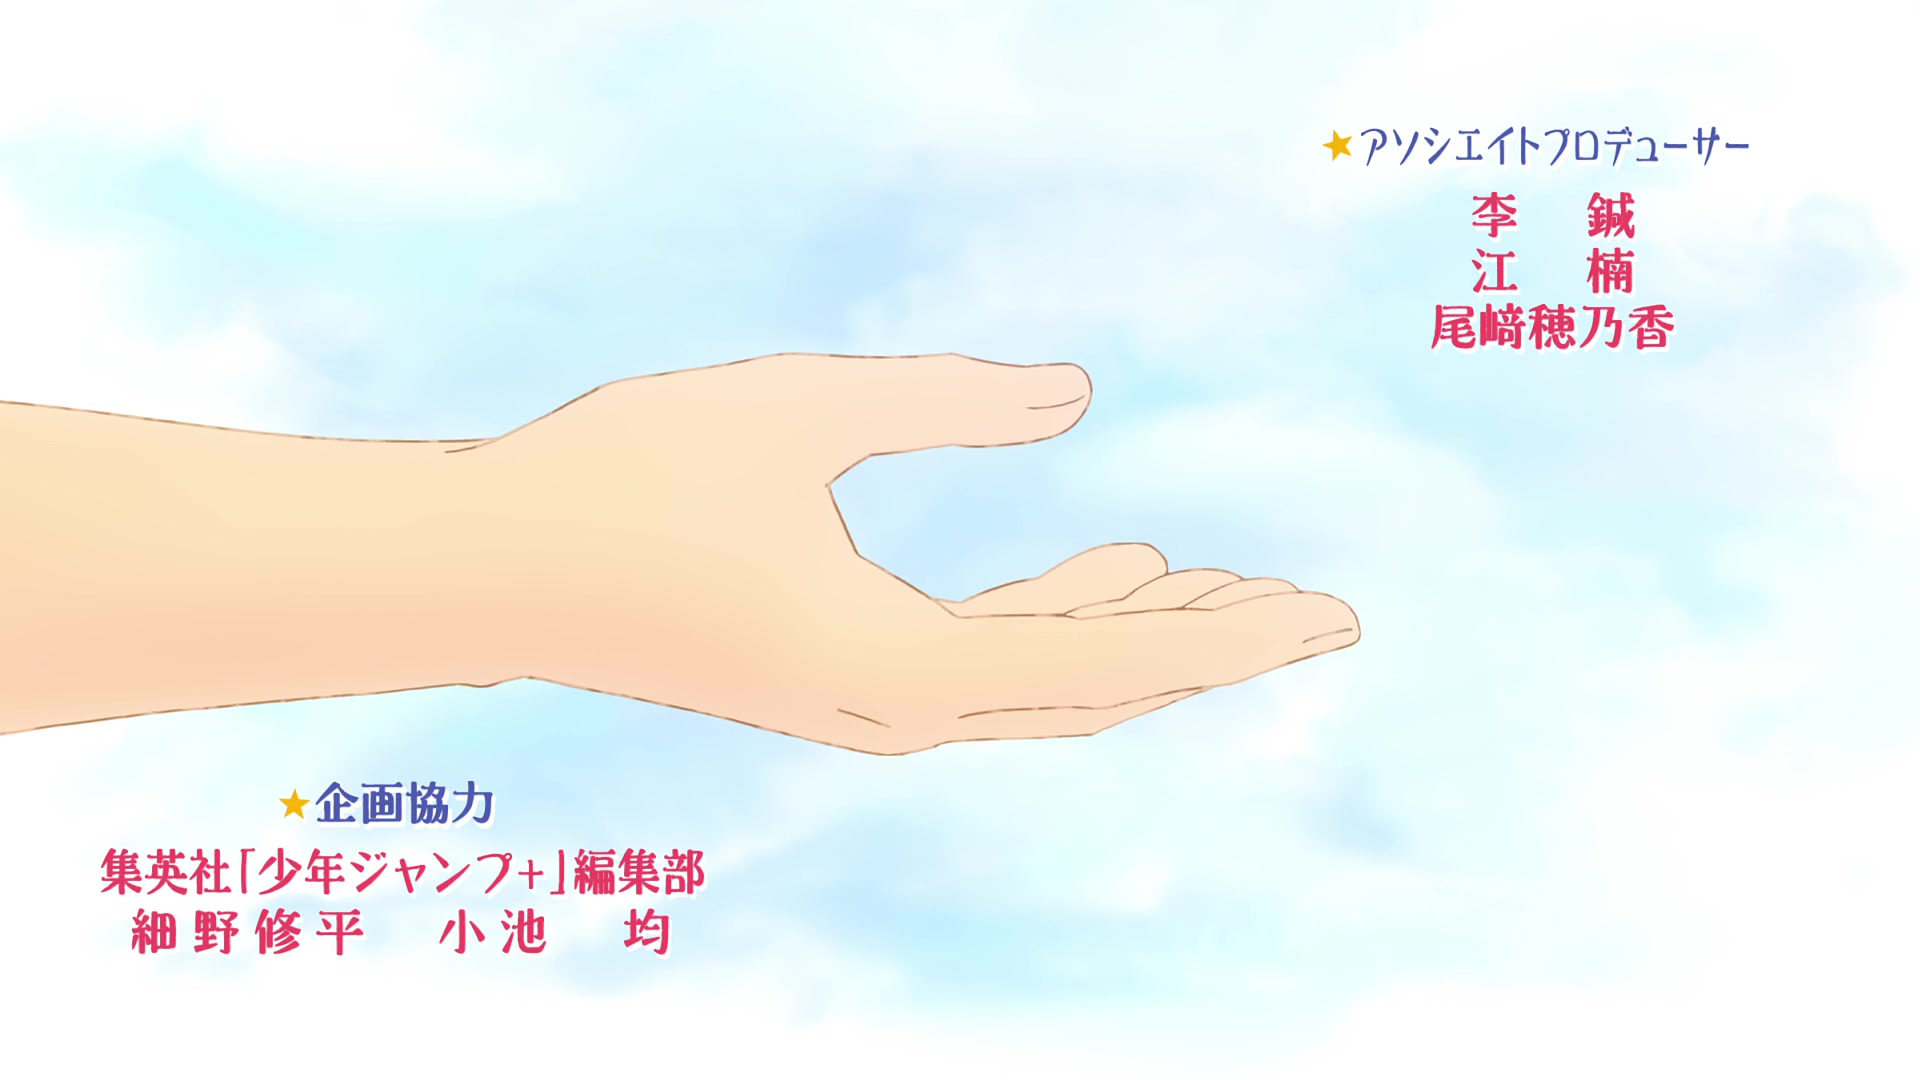 ★アソシエイトプロデューサー
李 鍼
江 楠
尾﨑穂乃香
★企画協力
集英社「少年ジャンプ+」編集部
細野修平 小池 均